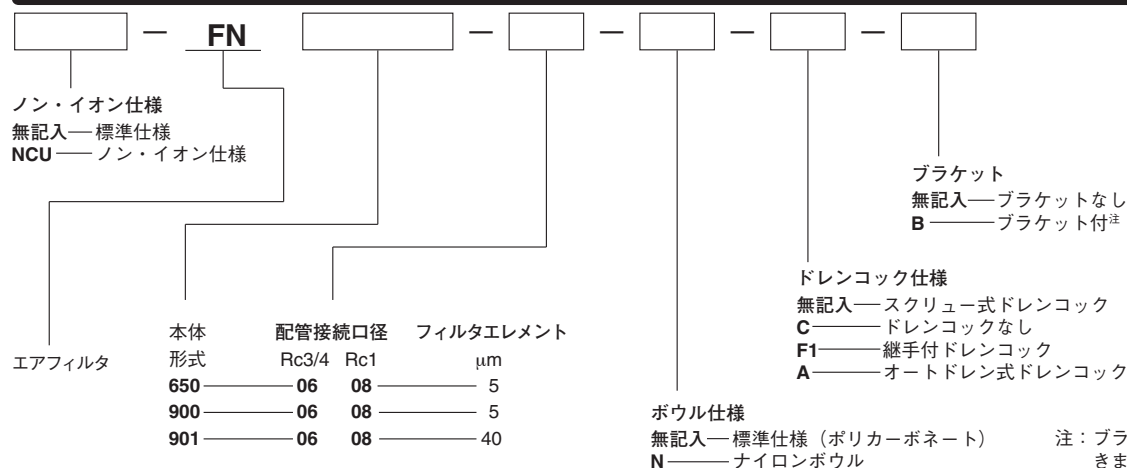 — FN — — — —
ノン・イオン仕様
無記入—標準仕様
NCU—ノン・イオン仕様
エアフィルタ
本体 配管接続口径 フィルタエレメント
形式 Rc3/4 Rc1 μm
650—06 08—5
900—06 08—5
901—06 08—40
ボウル仕様
無記入—標準仕様（ポリカーボネート）
N—ナイロンボウル
ドレンコック仕様
無記入—スクリュー式ドレンコック
C—ドレンコックなし
F1—継手付ドレンコック
A—オートドレン式ドレンコック
ブラケット
無記入—ブラケットなし
B—ブラケット付注
注：ブラ
きま